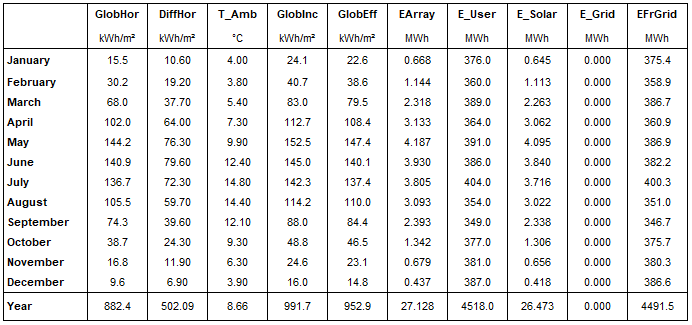 GlobHor DiffHor T_Amb GlobInc GlobEff EArray E_User E_Solar E_Grid EFrGrid
kWh/m² kWh/m² °C kWh/m² kWh/m² MWh MWh MWh MWh MWh
January 15.5 10.60 4.00 24.1 22.6 0.668 376.0 0.645 0.000 375.4
February 30.2 19.20 3.80 40.7 38.6 1.144 360.0 1.113 0.000 358.9
March 68.0 37.70 5.40 83.0 79.5 2.318 389.0 2.263 0.000 386.7
April 102.0 64.00 7.30 112.7 108.4 3.133 364.0 3.062 0.000 360.9
May 144.2 76.30 9.90 152.5 147.4 4.187 391.0 4.095 0.000 386.9
June 140.9 79.60 12.40 145.0 140.1 3.930 386.0 3.840 0.000 382.2
July 136.7 72.30 14.80 142.3 137.4 3.805 404.0 3.716 0.000 400.3
August 105.5 59.70 14.40 114.2 110.0 3.093 354.0 3.022 0.000 351.0
September 74.3 39.60 12.10 88.0 84.4 2.393 349.0 2.338 0.000 346.7
October 38.7 24.30 9.30 48.8 46.5 1.342 377.0 1.306 0.000 375.7
November 16.8 11.90 6.30 24.6 23.1 0.679 381.0 0.656 0.000 380.3
December 9.6 6.90 3.90 16.0 14.8 0.437 387.0 0.418 0.000 386.6
Year 882.4 502.09 8.66 991.7 952.9 27.128 4518.0 26.473 0.000 4491.5